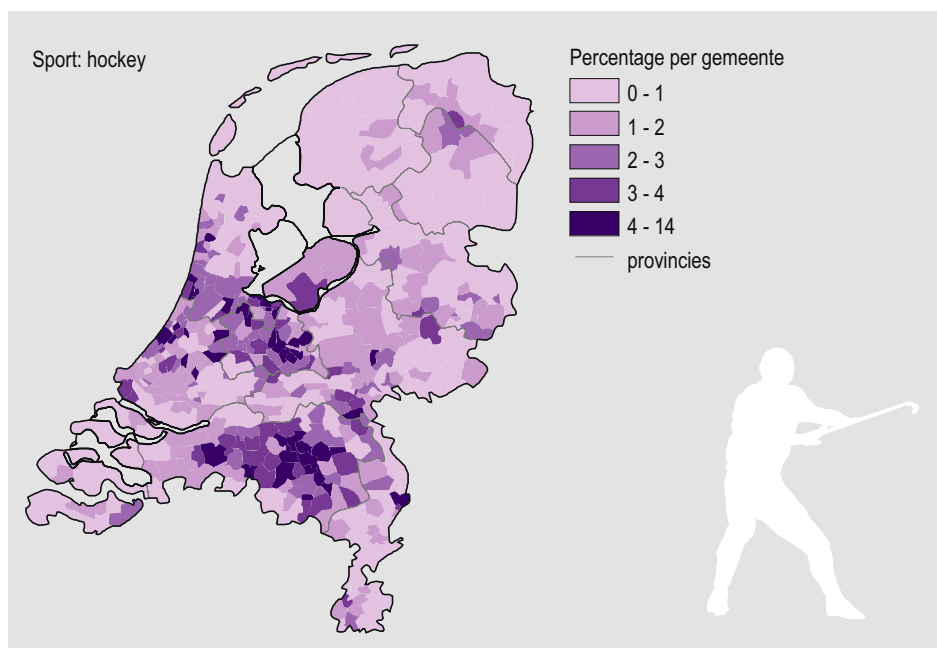 Sport: hockey
Percentage per gemeente
0 - 1
1 - 2
2 - 3
3 - 4
4 - 14
provincies